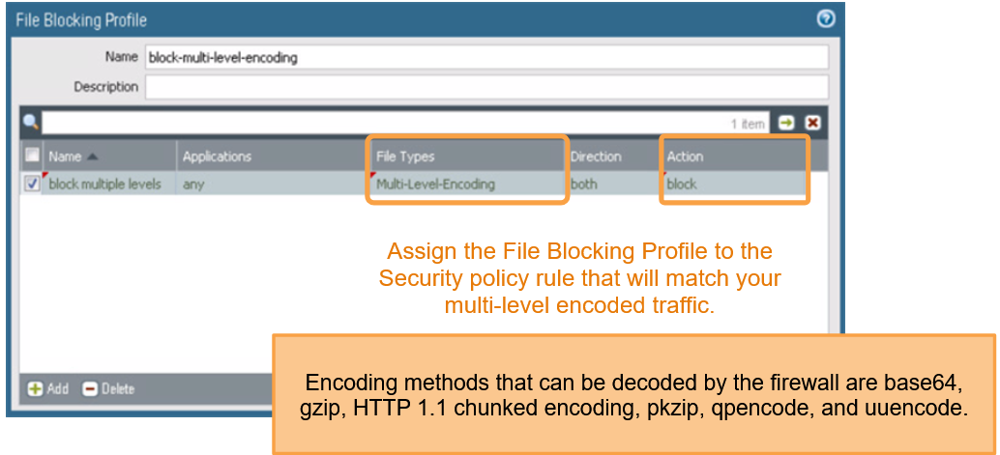 File Blocking Profile
Name block-multi-level-encoding
Description
1 item
Name Applications File Types Direction Action
block multiple levels any Multi-Level-Encoding both block
Assign the File Blocking Profile to the
Security policy rule that will match your
multi-level encoded traffic.
Add Delete
Encoding methods that can be decoded by the firewall are base64,
gzip, HTTP 1.1 chunked encoding, pkzip, qpencode, and uuencode.